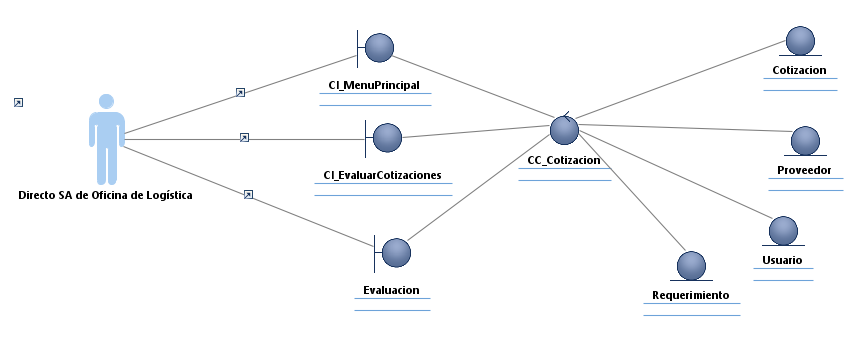 Cotizacion
CI_MenuPrincipal
CC_Cotizacion
Proveedor
CI_EvaluarCotizaciones
Directo SA de Oficina de Logística
Usuario
Evaluacion
Requerimiento